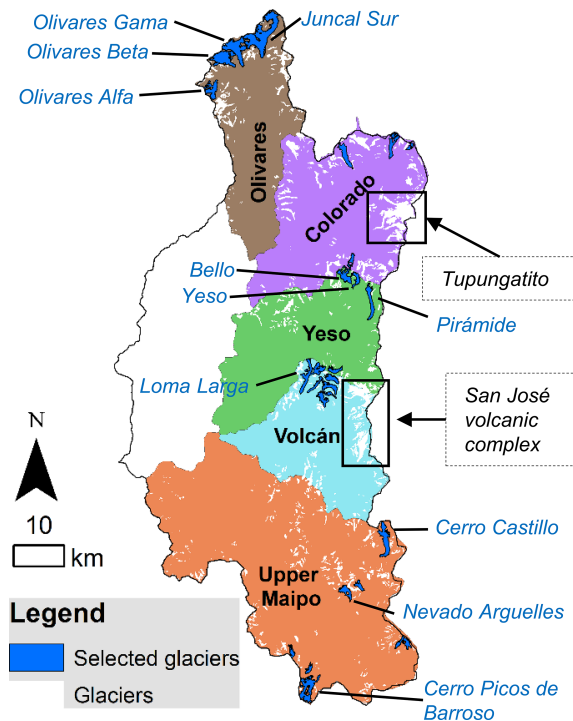 Olivares Gama
Juncal Sur
Olivares Beta
Olivares Alfa
Olivares
Colorado
Bello
Tupungatito
Yeso
Pirámide
Yeso
Loma Larga
San José
volcanic
complex
Volcán
N
10
km
Cerro Castillo
Upper
Maipo
Nevado Arguelles
Legend
Selected glaciers
Glaciers
Cerro Picos de
Barroso